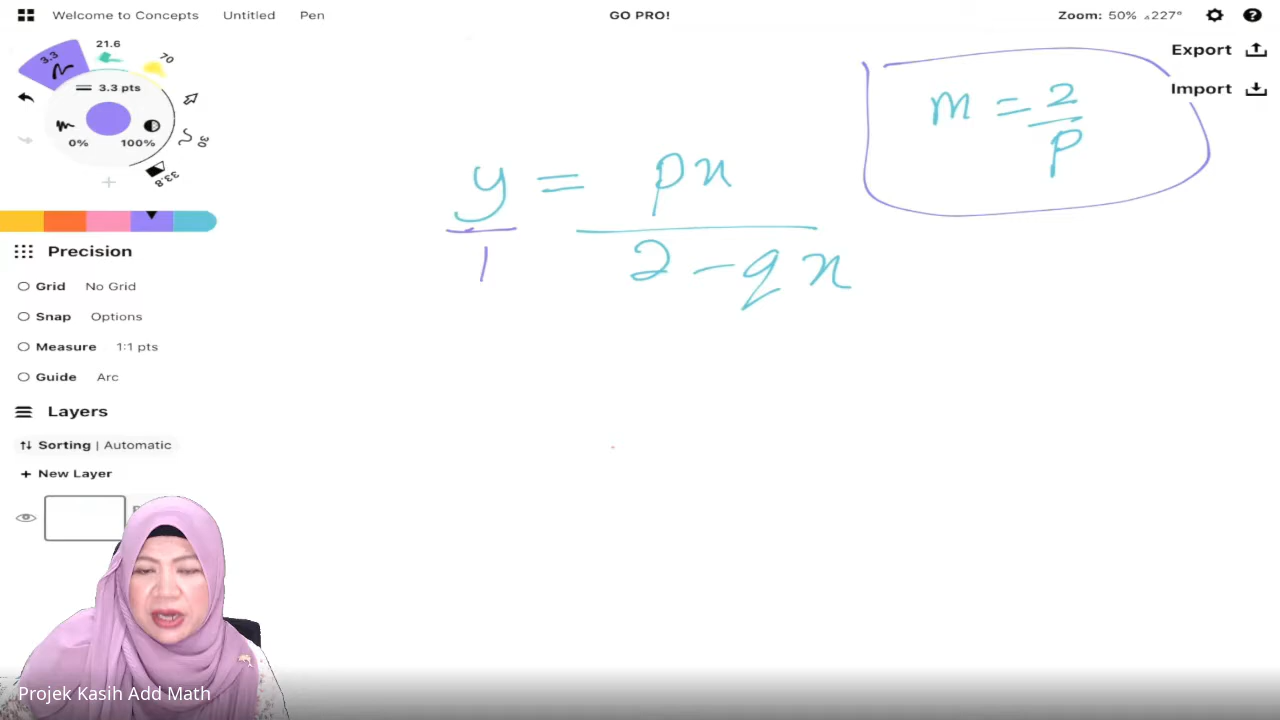 Welcome to Concepts Untitled Pen GO PRO! Zoom: 50% ⊿227°
Export
Import
3.3
21.6
70
3.3 pts
0% 100%
30
33.8
m = 2/p
y/1 = px/(2 - qx)
Precision
Grid No Grid
Snap Options
Measure 1:1 pts
Guide Arc
Layers
Sorting | Automatic
+ New Layer
Projek Kasih Add Math